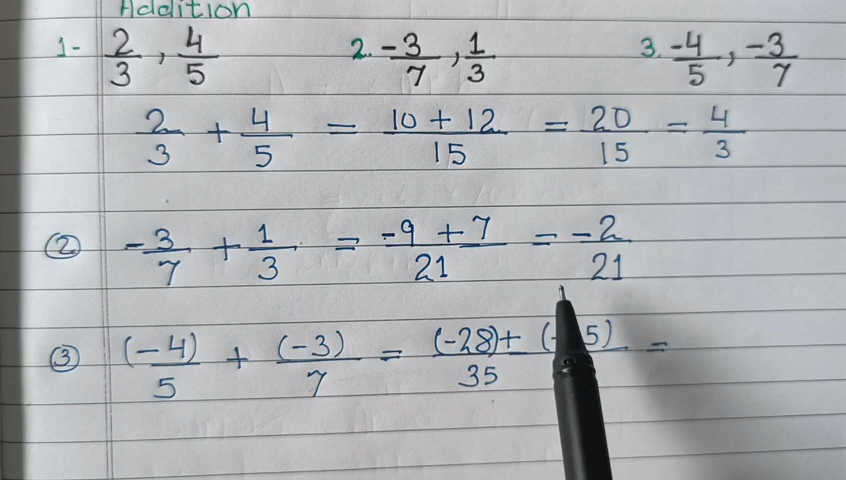 Addition
1- 2/3 , 4/5 2. -3/7 , 1/3 3. -4/5 , -3/7
2/3 + 4/5 = 10 + 12/15 = 20/15 = 4/3
② -3/7 + 1/3 = -9 + 7/21 = -2/21
③ (-4)/5 + (-3)/7 = (-28) + (- 5)/35 =